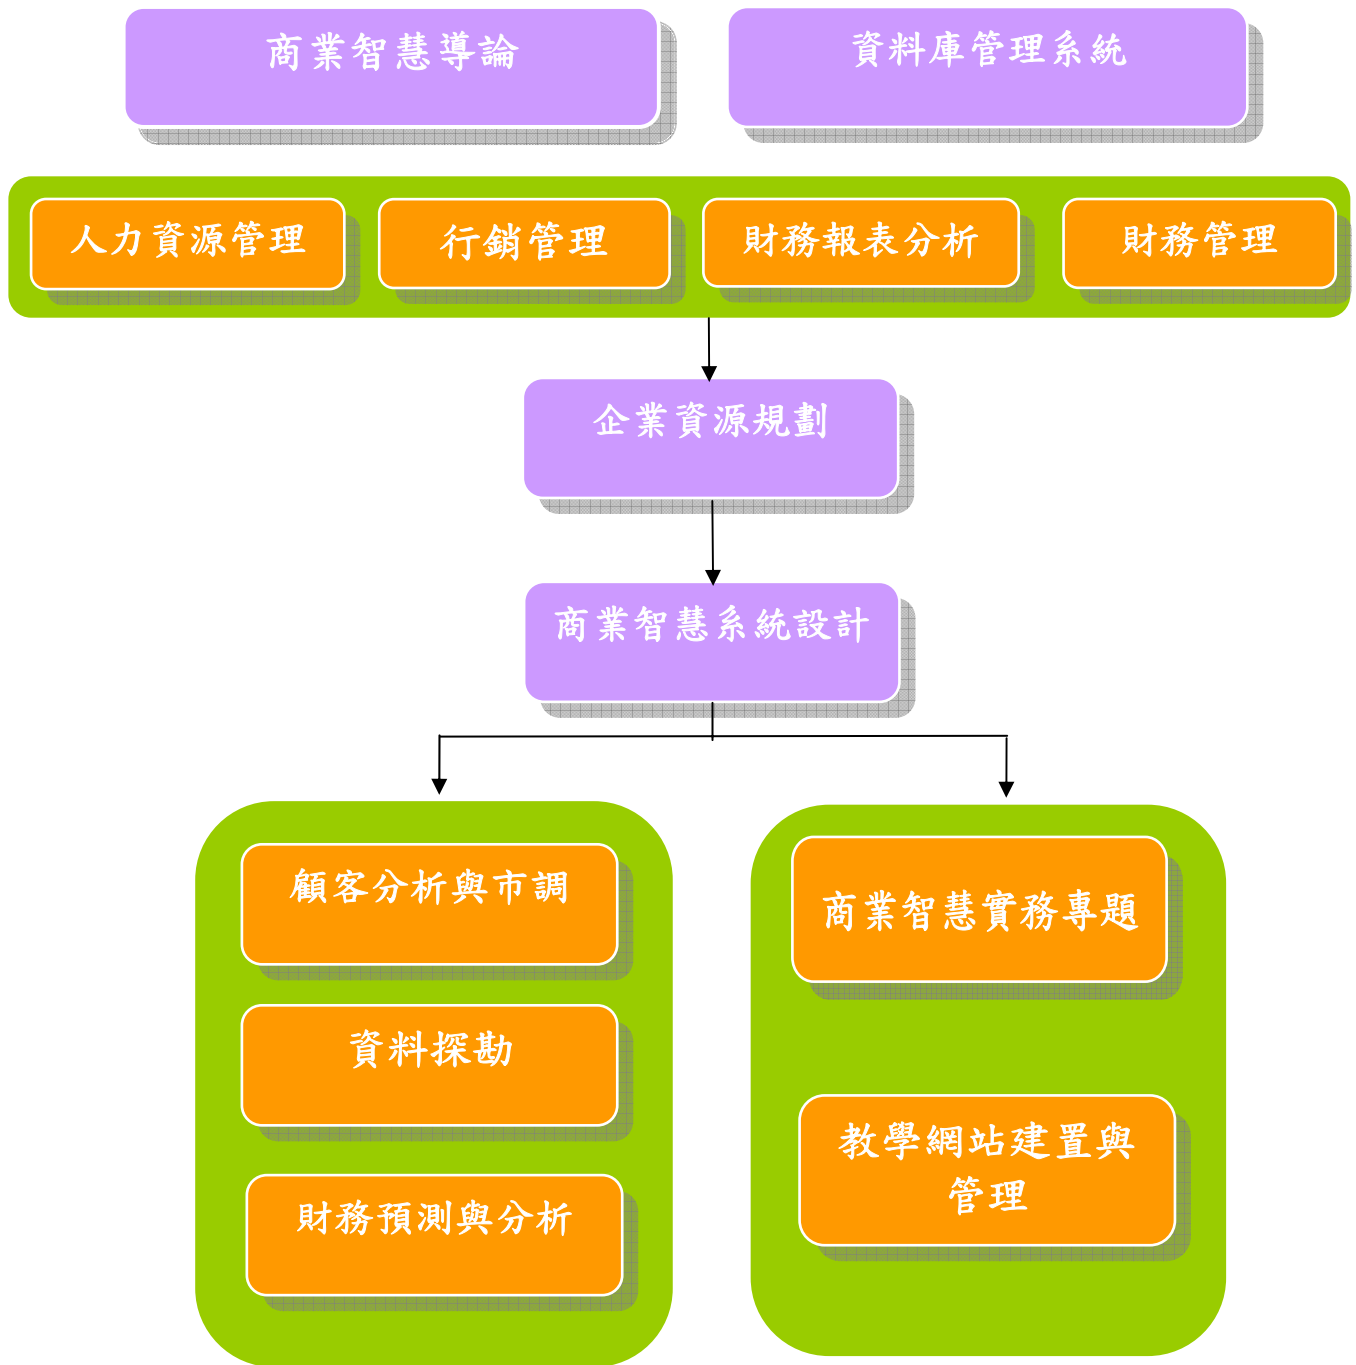 商業智慧導論
資料庫管理系統
人力資源管理
行銷管理
財務報表分析
財務管理
企業資源規劃
商業智慧系統設計
顧客分析與市調
資料探勘
財務預測與分析
商業智慧實務專題
教學網站建置與
管理